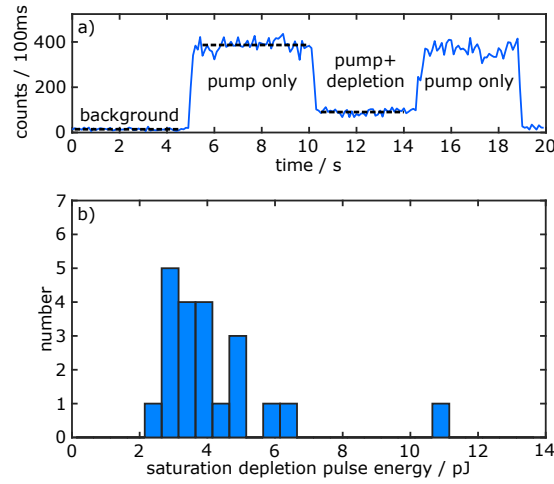 a)
counts / 100ms
400
200
0
background
pump only
pump+
depletion
pump only
0 2 4 6 8 10 12 14 16 18 20
time / s
b)
number
7
6
5
4
3
2
1
0
0 2 4 6 8 10 12 14
saturation depletion pulse energy / pJ